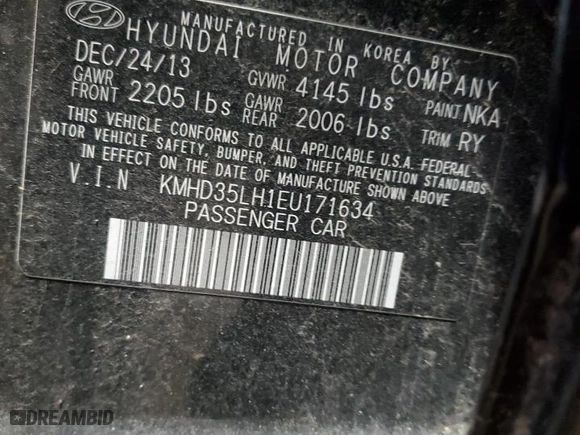 MANUFACTURED IN KOREA BY
HYUNDAI MOTOR COMPANY
DEC/24/13 GVWR 4145 lbs PAINT NKA
GAWR FRONT 2205 lbs GAWR REAR 2006 lbs TRIM RY
THIS VEHICLE CONFORMS TO ALL APPLICABLE U.S.A. FEDERAL
MOTOR VEHICLE SAFETY, BUMPER, AND THEFT PREVENTION STANDARDS
IN EFFECT ON THE DATE OF MANUFACTURE SHOWN ABOVE
V.I.N KMHD35LH1EU171634
PASSENGER CAR
DREAMBID